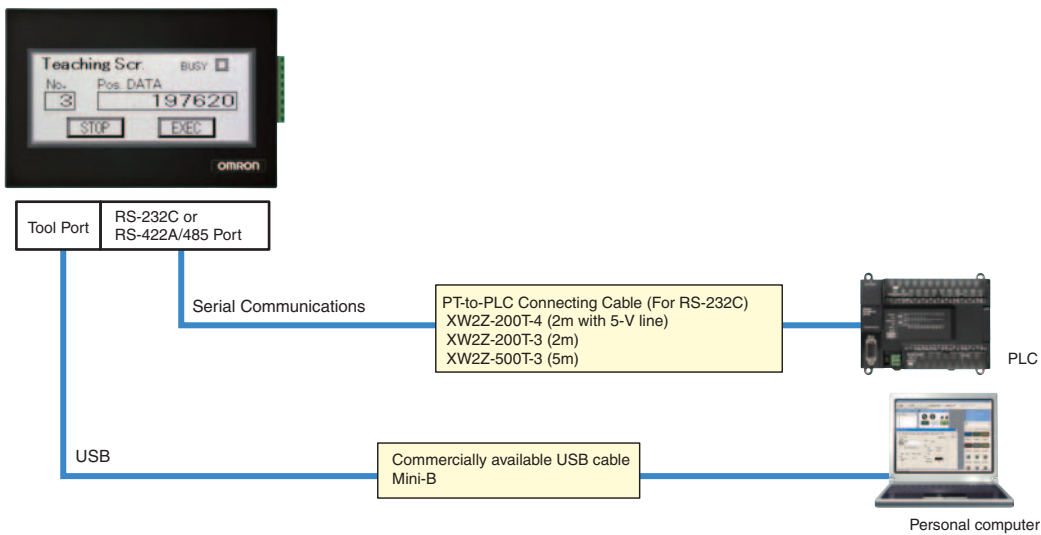 Teaching Scr. BUSY
No. Pos. DATA
3 197620
STOP EXEC
OMRON
Tool Port
RS-232C or
RS-422A/485 Port
Serial Communications
PT-to-PLC Connecting Cable (For RS-232C)
XW2Z-200T-4 (2m with 5-V line)
XW2Z-200T-3 (2m)
XW2Z-500T-3 (5m)
PLC
USB
Commercially available USB cable
Mini-B
Personal computer